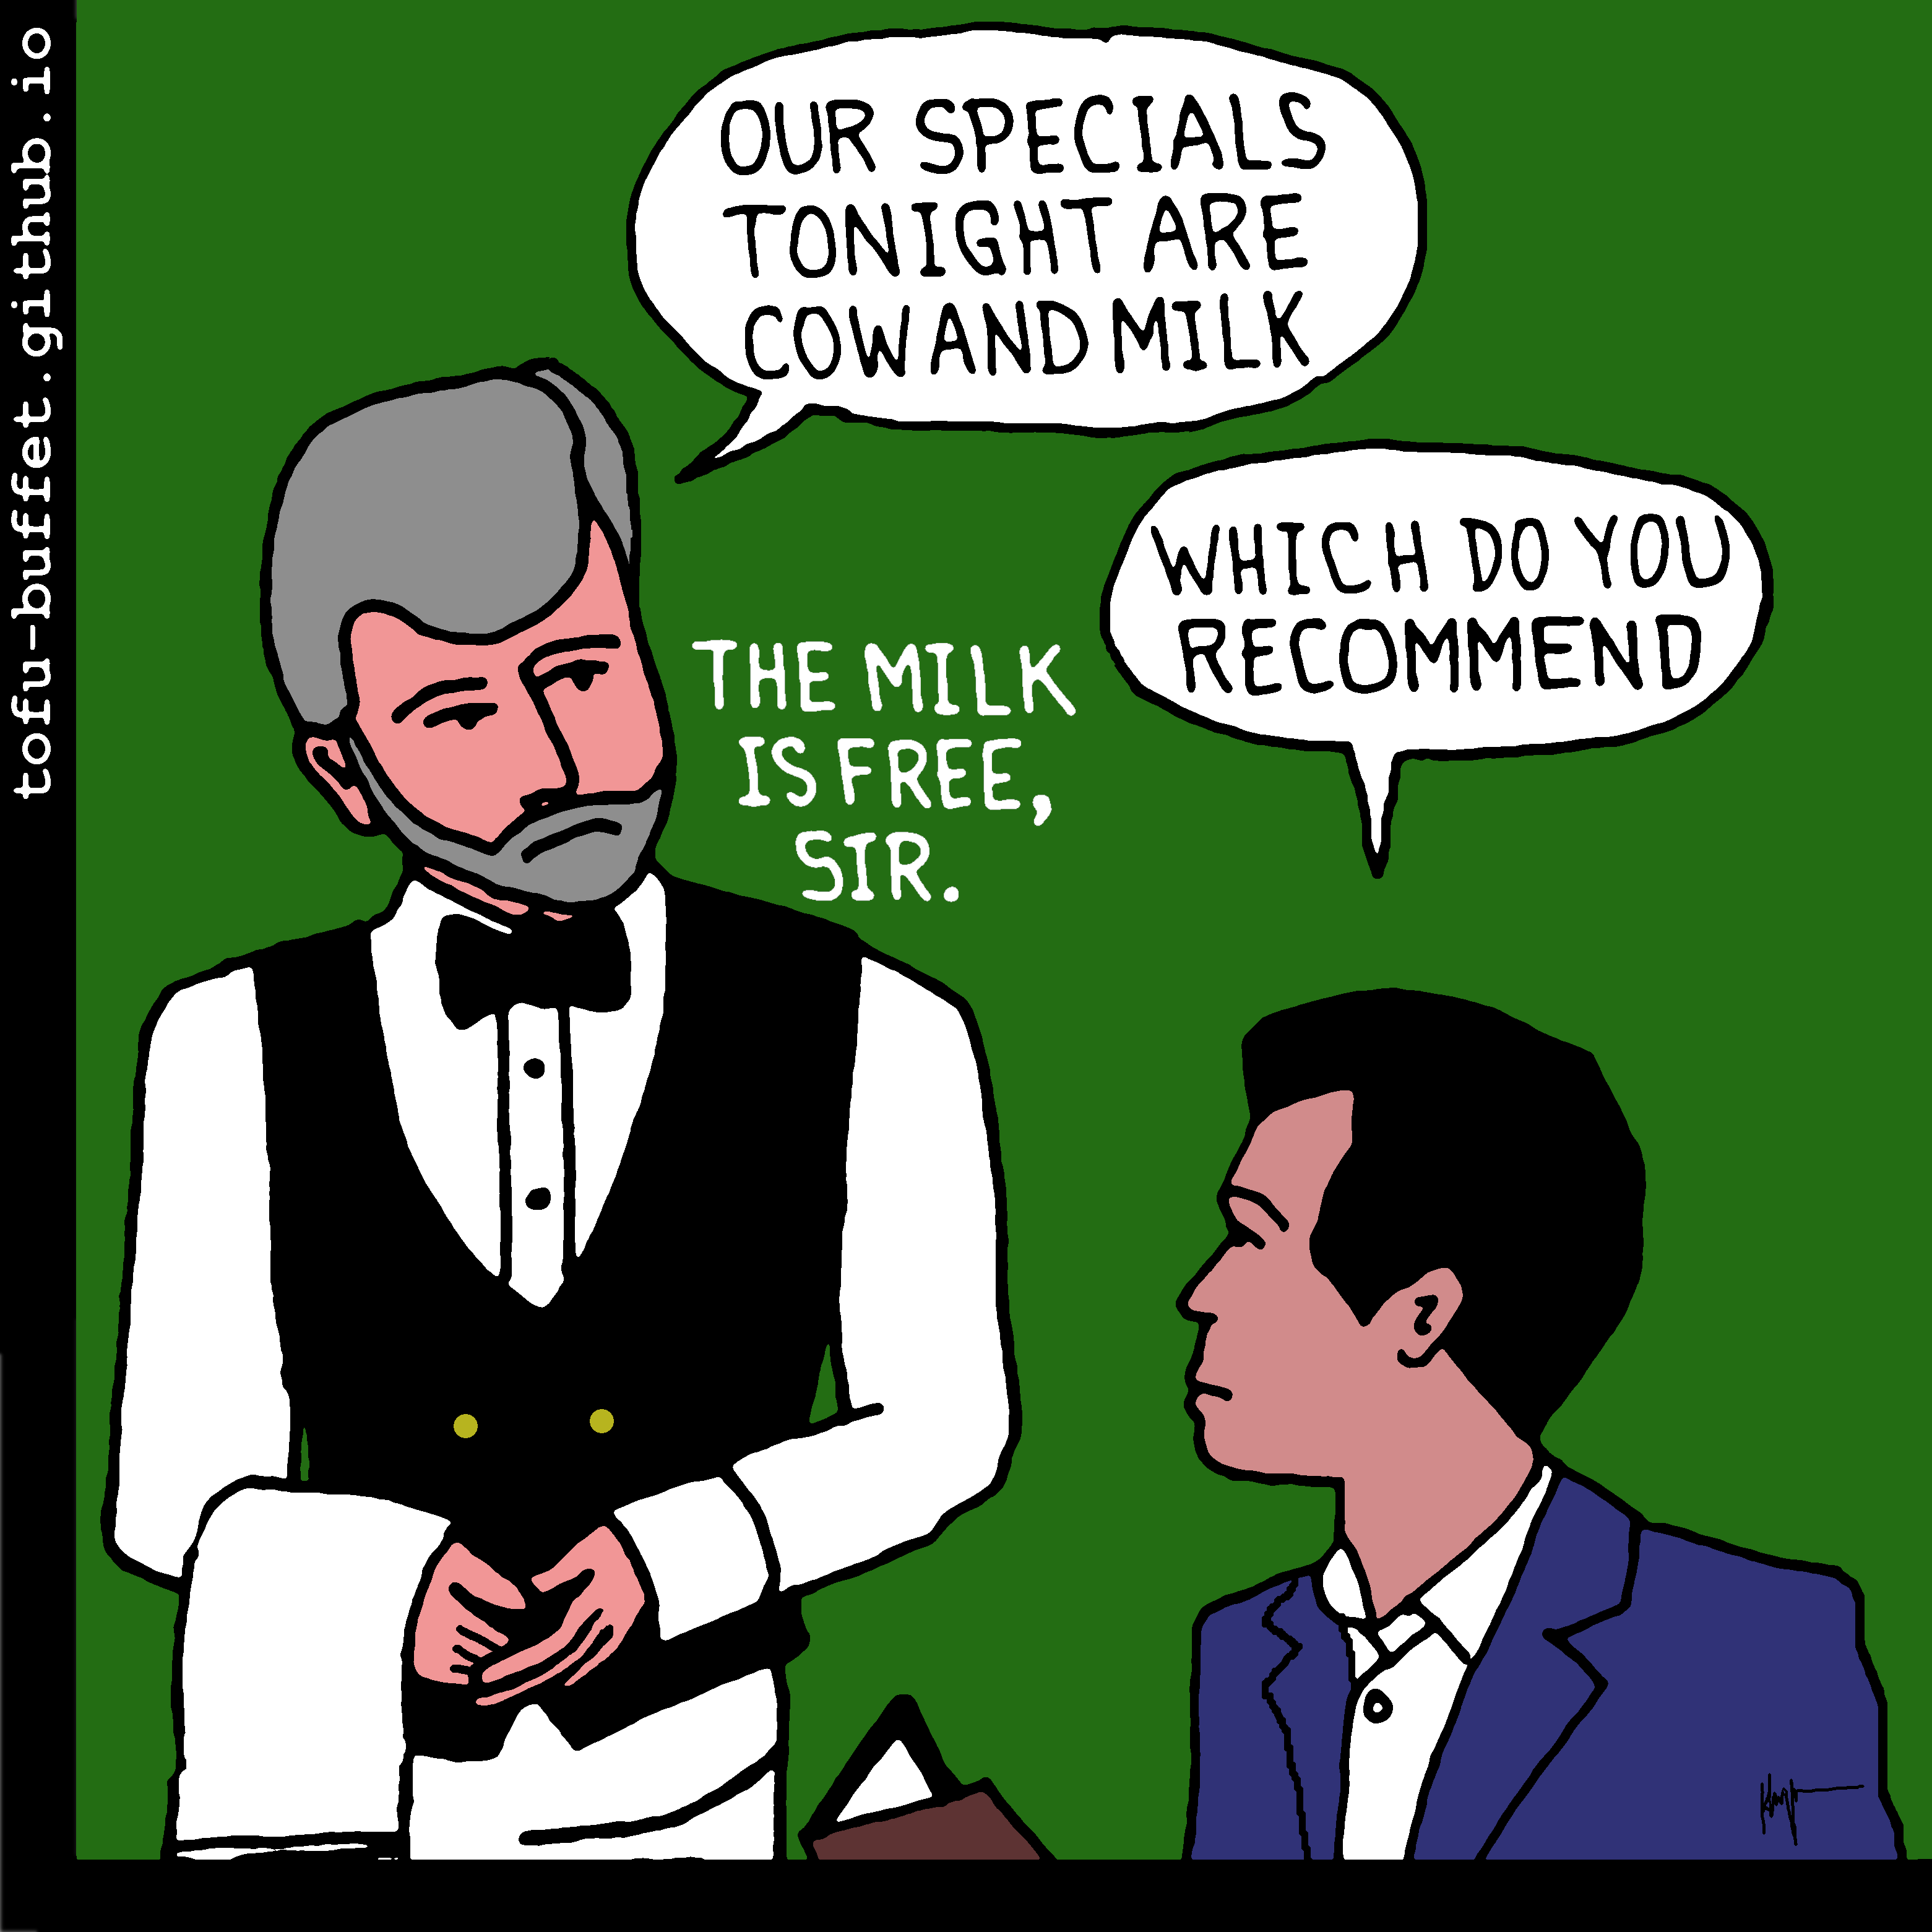 tofu-buffet.github.io
OUR SPECIALS
TONIGHT ARE
COW AND MILK
WHICH DO YOU
RECOMMEND
THE MILK
IS FREE,
SIR.